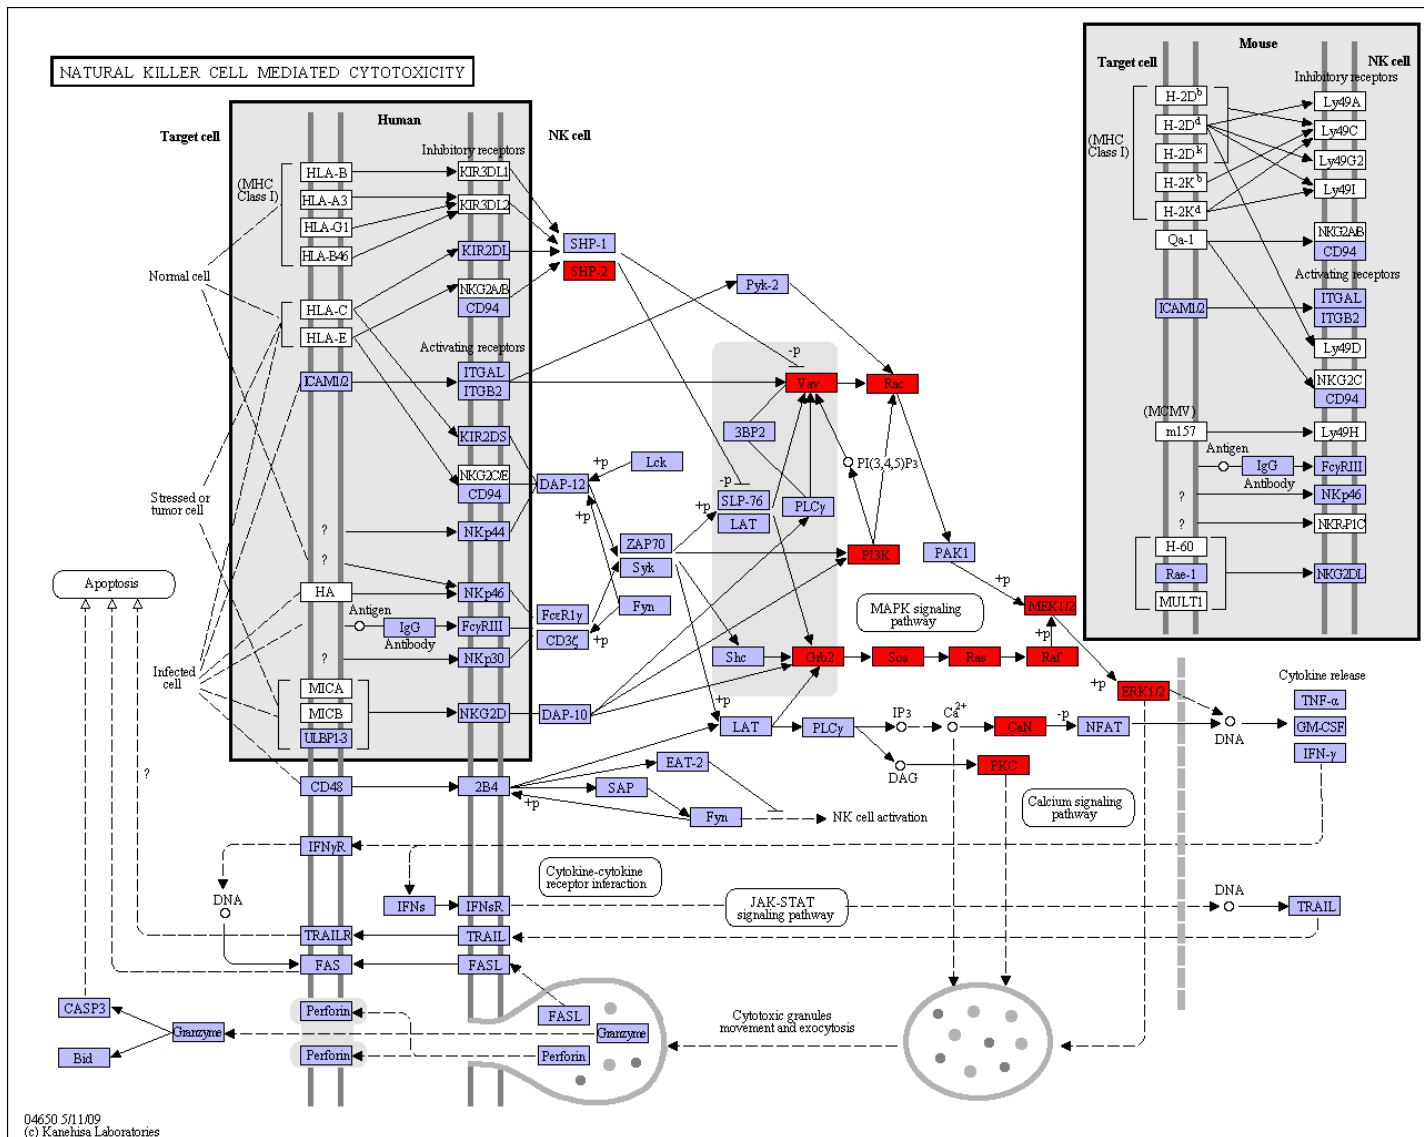 NATURAL KILLER CELL MEDIATED CYTOTOXICITY
Target cell
Human
NK cell
Inhibitory receptors
(MHC
Class I)
HLA-B
HLA-A3
HLA-G1
HLA-B46
KIR3DL1
KIR3DL2
KIR2DL
NKG2A/B
CD94
SHP-1
SHP-2
Normal cell
HLA-C
HLA-E
Activating receptors
ICAM1/2
ITGAL
ITGB2
KIR2DS
NKG2C/E
CD94
Stressed or
tumor cell
?
NKp44
?
HA
NKp46
Antigen
IgG
Antibody
FcγRIII
?
NKp30
Infected
cell
MICA
MICB
ULBP1-3
NKG2D
CD48
2B4
Pyk-2
-p
Vav
Rac
3BP2
PI(3,4,5)P3
Lck
+p
DAP-12
+p
ZAP70
Syk
Fyn
FcεR1γ
CD3ζ
+p
DAP-10
+p
-p
SLP-76
LAT
PLCγ
PI3K
PAK1
+p
MAPK signaling
pathway
MEK1/2
+p
Shc
Grb2
Sos
Ras
Raf
+p
ERK1/2
+p
LAT
PLCγ
IP3
Ca2+
CaN
-p
NFAT
DNA
DAG
PKC
Calcium signaling
pathway
EAT-2
SAP
Fyn
+p
NK cell activation
Cytokine release
TNF-α
GM-CSF
IFN-γ
Apoptosis
?
IFNγR
DNA
IFNs
IFNsR
Cytokine-cytokine
receptor interaction
JAK-STAT
signaling pathway
DNA
TRAIL
TRAILR
TRAIL
FAS
FASL
CASP3
Bid
Granzyme
Perforin
Perforin
FASL
Granzyme
Perforin
Cytotoxic granules
movement and exocytosis
Mouse
Target cell
NK cell
Inhibitory receptors
(MHC
Class I)
H-2Db
H-2Dd
H-2Dk
H-2Kb
H-2Kd
Qa-1
Ly49A
Ly49C
Ly49G2
Ly49I
NKG2A/B
CD94
Activating receptors
ICAM1/2
ITGAL
ITGB2
Ly49D
NKG2C
CD94
(MCMV)
m157
Ly49H
Antigen
IgG
Antibody
FcγRIII
?
NKp46
?
NKR-P1C
H-60
Rae-1
MULT1
NKG2DL
04650 5/11/09
(c) Kanehisa Laboratories